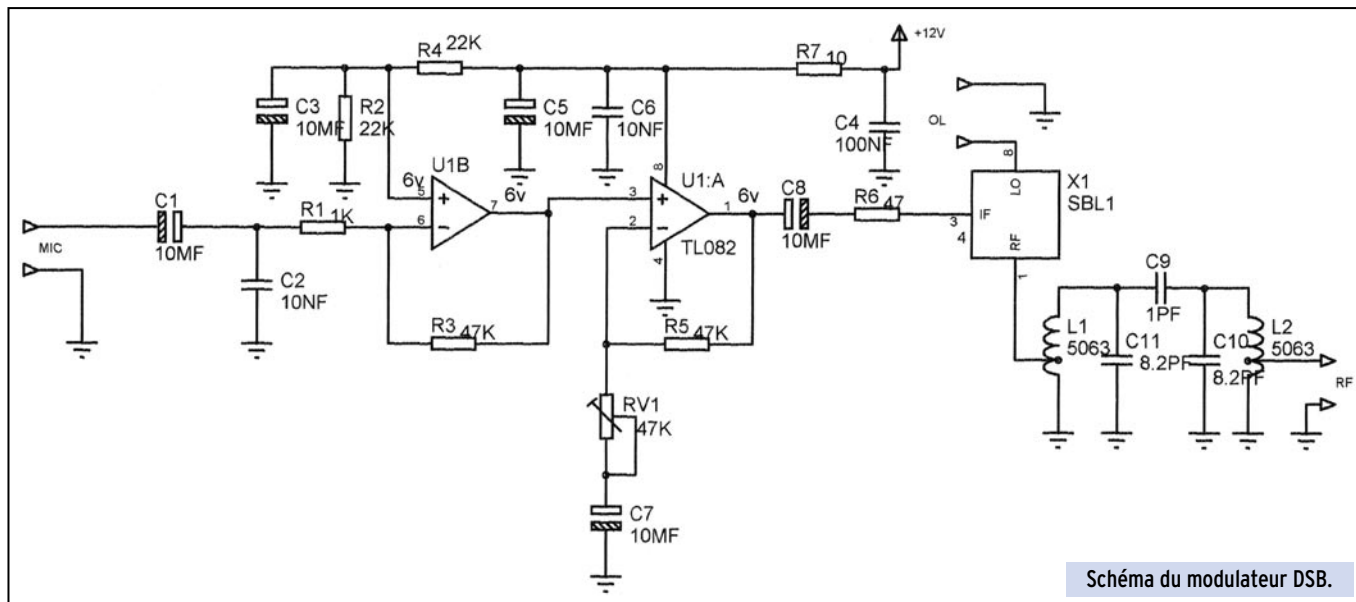 R4 22K
R7 10
+12V
C3
10MF
R2
22K
C5
10MF
C6
10NF
C4
100NF
OL
8
LO
X1
SBL1
IF
3
4
RF
1
U1B
6v
5
6
7
6v
8
U1:A
3
2
1
4
TL082
6v
C8
10MF
R6 47
C1
10MF
MIC
R1 1K
C2
10NF
R3 47K
R5 47K
RV1
47K
C7
10MF
C9
1PF
L1
5063
C11
8.2PF
C10
8.2PF
L2
5063
RF
Schéma du modulateur DSB.